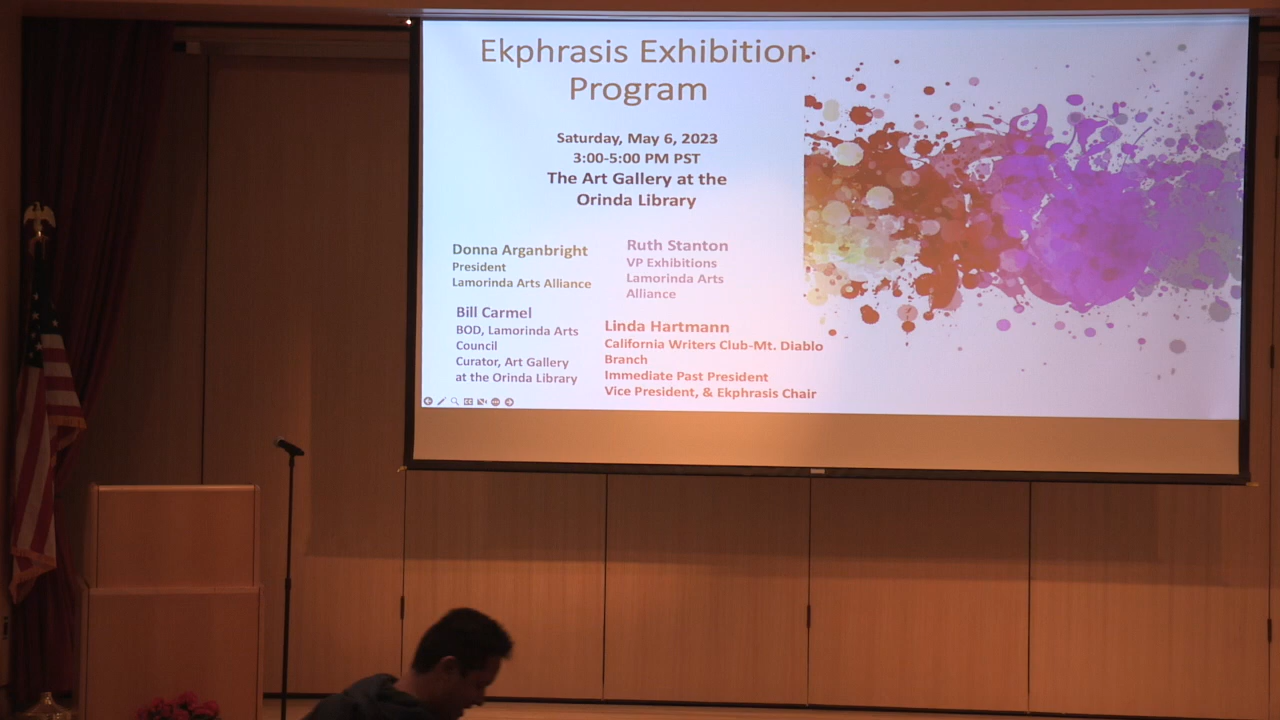 Ekphrasis Exhibition
Program
Saturday, May 6, 2023
3:00-5:00 PM PST
The Art Gallery at the
Orinda Library
Donna Arganbright
President
Lamorinda Arts Alliance
Ruth Stanton
VP Exhibitions
Lamorinda Arts
Alliance
Bill Carmel
BOD, Lamorinda Arts
Council
Curator, Art Gallery
at the Orinda Library
Linda Hartmann
California Writers Club-Mt. Diablo
Branch
Immediate Past President
Vice President, & Ekphrasis Chair